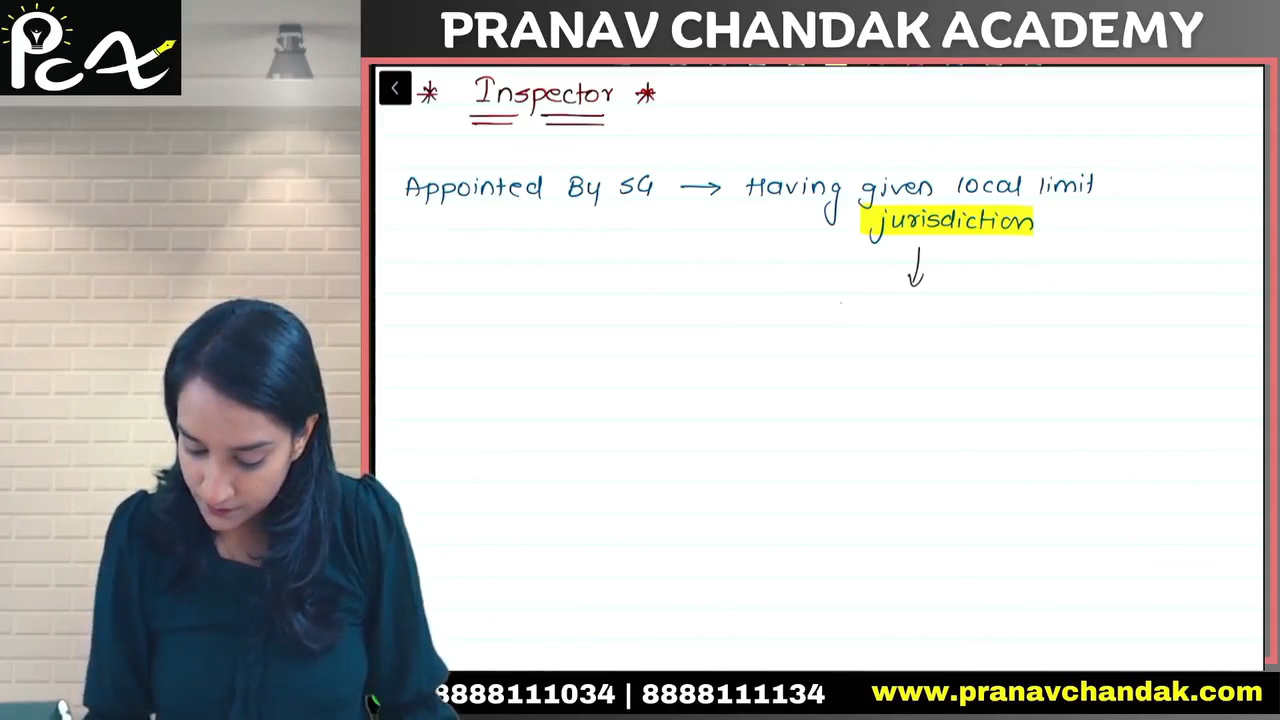 PCA
PRANAV CHANDAK ACADEMY
* Inspector *
Appointed By SG → Having given local limit
jurisdiction
↓
8888111034 | 8888111134
www.pranavchandak.com